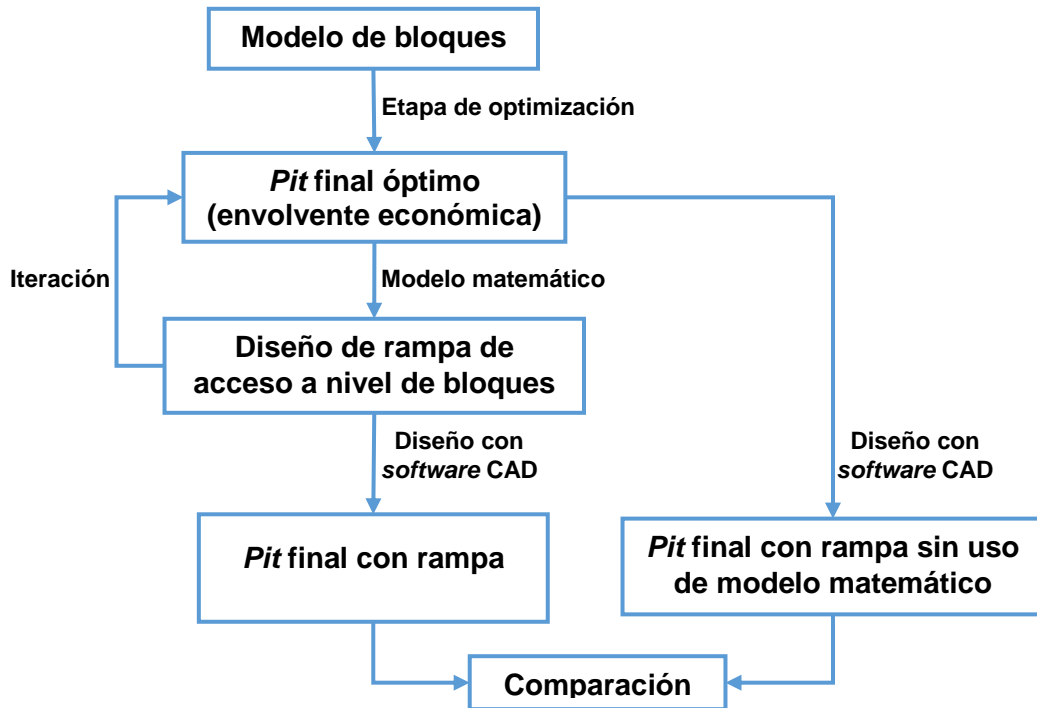 Modelo de bloques
Etapa de optimización
Pit final óptimo
(envolvente económica)
Iteración
Modelo matemático
Diseño de rampa de
acceso a nivel de bloques
Diseño con
software CAD
Diseño con
software CAD
Pit final con rampa
Pit final con rampa sin uso
de modelo matemático
Comparación